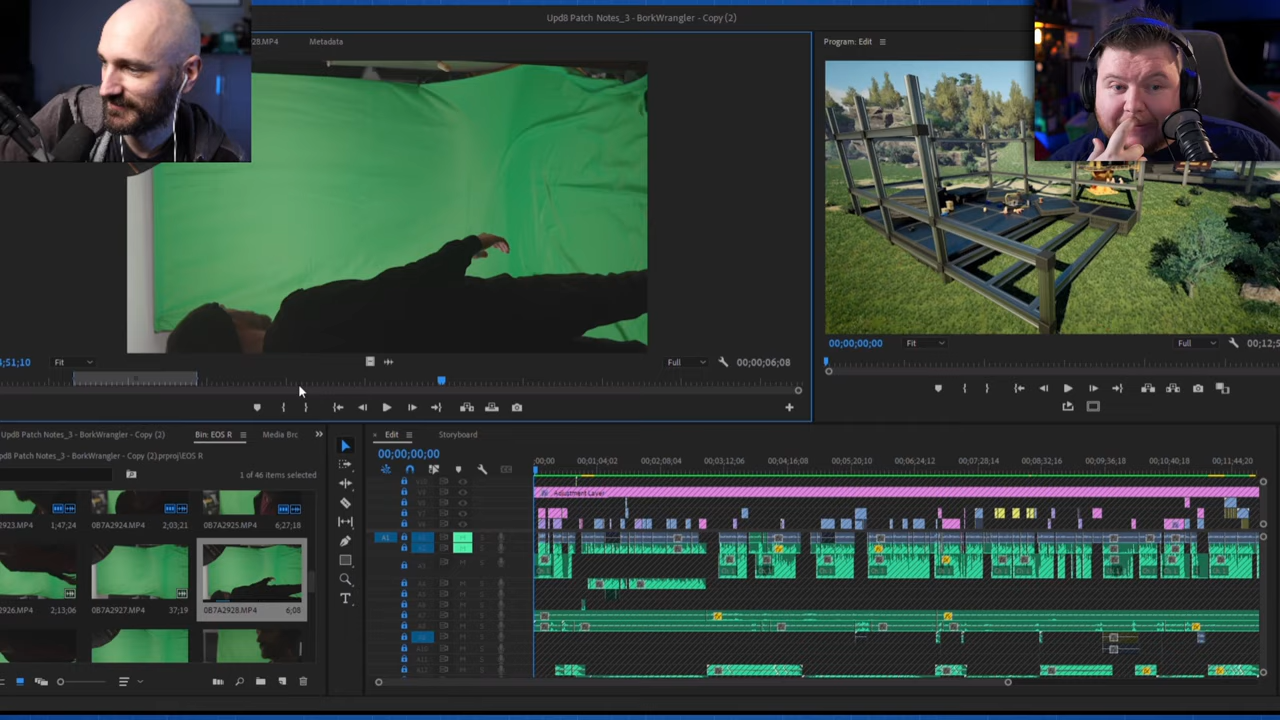 Upd8 Patch Notes_3 - BorkWrangler - Copy (2)
28.MP4
Metadata
Program: Edit
51;10
Fit
Full
00;00;06;08
00;00;00;00
Fit
Full
00;12;5
Upd8 Patch Notes_3 - BorkWrangler - Copy (2)
Bin: EOS R
Media Brc
Edit
Storyboard
pd8 Patch Notes_3 - BorkWrangler - Copy (2).prproj\EOS R
1 of 46 items selected
00;00;00;00
;00;00
00;01;04;02
00;02;08;04
00;03;12;06
00;04;16;08
00;05;20;10
00;06;24;12
00;07;28;14
00;08;32;16
00;09;36;18
00;10;40;18
00;11;44;20
Adjustment Layer
2923.MP4
1;47;24
0B7A2924.MP4
2;03;21
0B7A2925.MP4
6;27;18
A1
2926.MP4
2;13;06
0B7A2927.MP4
37;19
0B7A2928.MP4
6;08